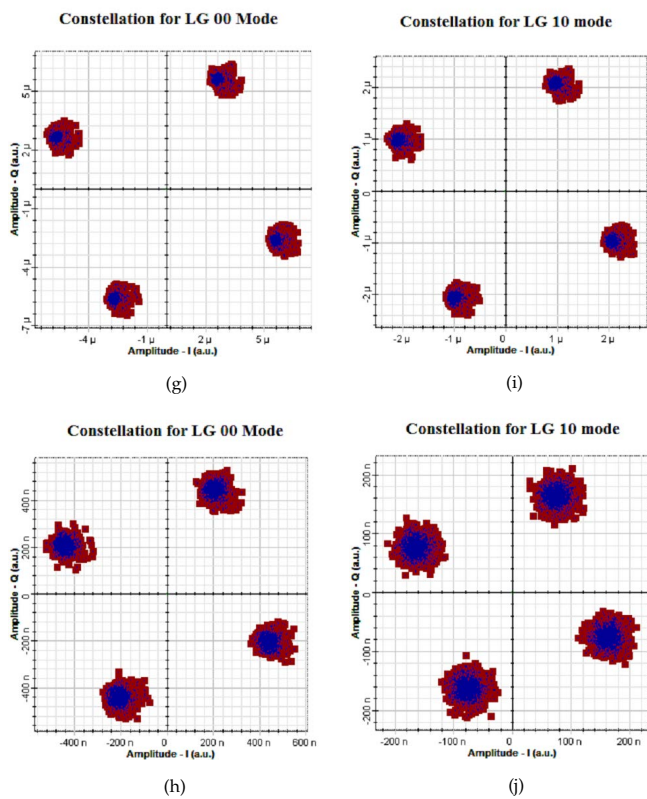 Constellation for LG 00 Mode
Amplitude - Q (a.u.)
5 µ
2 µ
-1 µ
-4 µ
-7 µ
-4 µ -1 µ 2 µ 5 µ
Amplitude - I (a.u.)
(g)
Constellation for LG 10 mode
Amplitude - Q (a.u.)
2 µ
1 µ
0
-1 µ
-2 µ
-2 µ -1 µ 0 1 µ 2 µ
Amplitude - I (a.u.)
(i)
Constellation for LG 00 Mode
Amplitude - Q (a.u.)
400 n
200 n
0
-200 n
-400 n
-400 n -200 n 0 200 n 400 n 600 n
Amplitude - I (a.u.)
(h)
Constellation for LG 10 mode
Amplitude - Q (a.u.)
200 n
100 n
0
-100 n
-200 n
-200 n -100 n 0 100 n 200 n
Amplitude - I (a.u.)
(j)